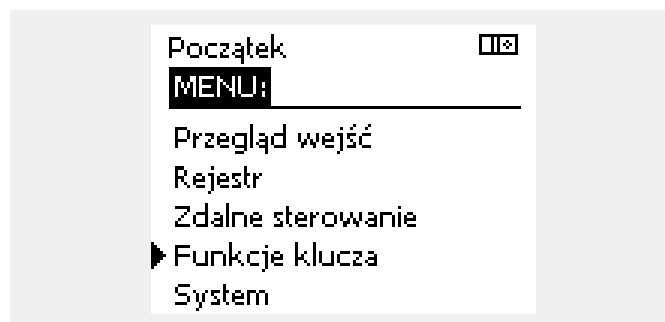 Początek
MENU:
Przegląd wejść
Rejestr
Zdalne sterowanie
Funkcje klucza
System